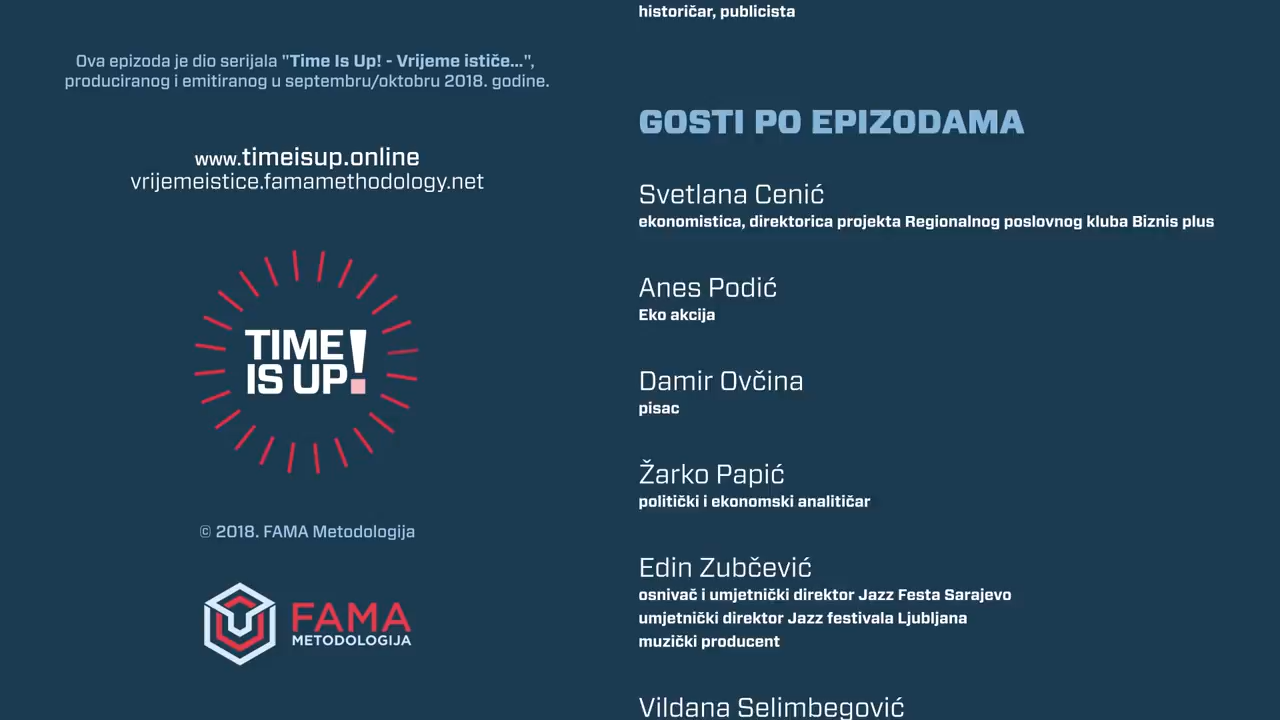 Ova epizoda je dio serijala "Time Is Up! - Vrijeme ističe...",
produciranog i emitiranog u septembru/oktobru 2018. godine.
www.timeisup.online
vrijemeistice.famamethodology.net
TIME
IS UP!
© 2018. FAMA Metodologija
FAMA
METODOLOGIJA
historičar, publicista
GOSTI PO EPIZODAMA
Svetlana Cenić
ekonomistica, direktorica projekta Regionalnog poslovnog kluba Biznis plus
Anes Podić
Eko akcija
Damir Ovčina
pisac
Žarko Papić
politički i ekonomski analitičar
Edin Zubčević
osnivač i umjetnički direktor Jazz Festa Sarajevo
umjetnički direktor Jazz festivala Ljubljana
muzički producent
Vildana Selimbegović